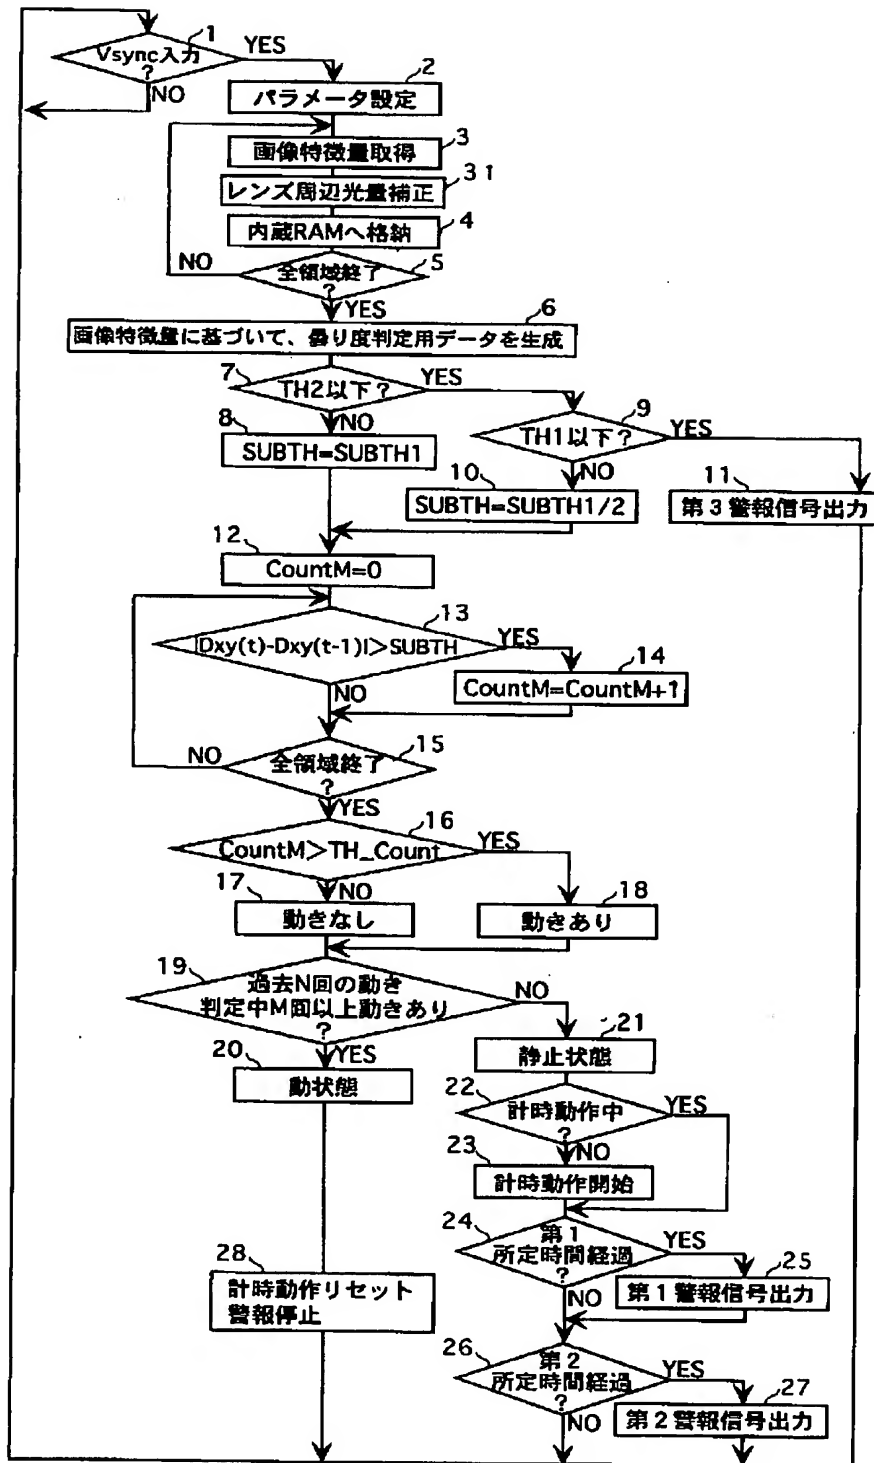 1
Vsync入力
?
YES
NO
2
パラメータ設定
3
画像特徴量取得
31
レンズ周辺光量補正
4
内蔵RAMへ格納
5
全領域終了
?
NO
YES
6
画像特徴量に基づいて、曇り度判定用データを生成
7
TH2以下?
YES
NO
8
SUBTH=SUBTH1
9
TH1以下?
YES
NO
10
SUBTH=SUBTH1/2
11
第3警報信号出力
12
CountM=0
13
|Dxy(t)-Dxy(t-1)|>SUBTH
YES
NO
14
CountM=CountM+1
15
全領域終了
?
NO
YES
16
CountM>TH_Count
YES
NO
17
動きなし
18
動きあり
19
過去N回の動き
判定中M回以上動きあり
?
NO
YES
20
動状態
21
静止状態
22
計時動作中
?
YES
NO
23
計時動作開始
24
第1
所定時間経過
?
YES
NO
25
第1警報信号出力
26
第2
所定時間経過
?
YES
NO
27
第2警報信号出力
28
計時動作リセット
警報停止